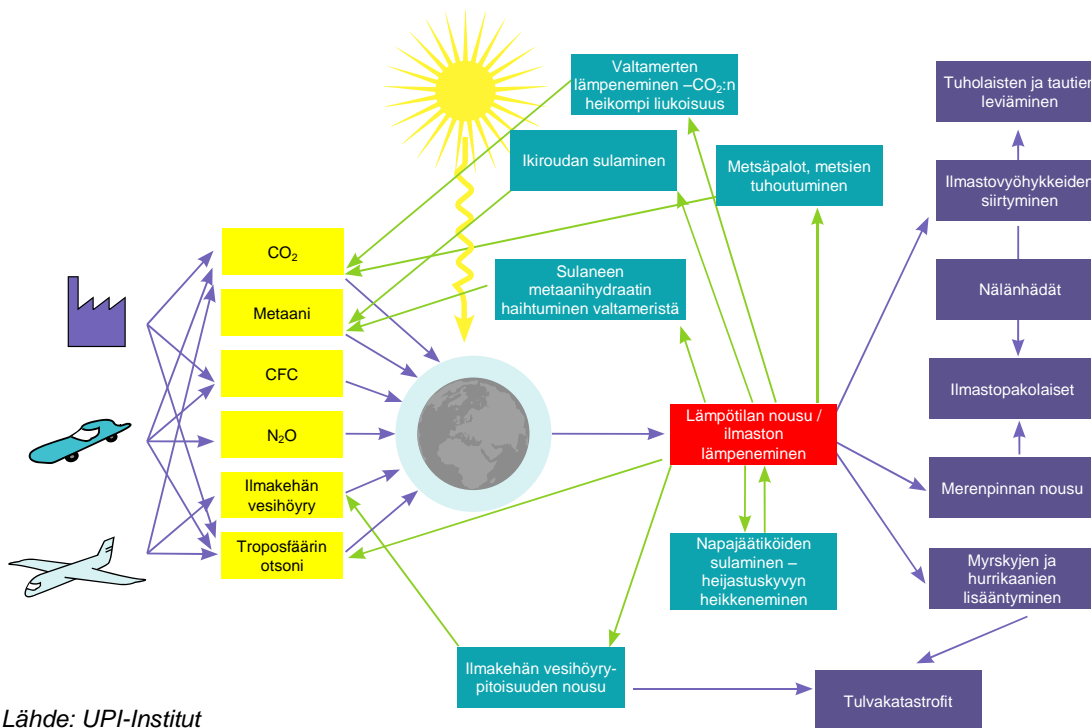 Valtamerten
lämpeneminen –CO₂:n
heikompi liukoisuus
Ikiroudan sulaminen
Metsäpalot, metsien
tuhoutuminen
Tuholaisten ja tautien
leviäminen
Ilmastovyöhykkeiden
siirtyminen
CO₂
Metaani
CFC
N₂O
Ilmakehän
vesihöyry
Troposfäärin
otsoni
Sulaneen
metaanihydraatin
haihtuminen valtameristä
Nälänhädät
Ilmastopakolaiset
Lämpötilan nousu /
ilmaston
lämpeneminen
Merenpinnan nousu
Napajäätiköiden
sulaminen –
heijastuskyvyn
heikkeneminen
Myrskyjen ja
hurrikaanien
lisääntyminen
Ilmakehän vesihöyry-
pitoisuuden nousu
Tulvakatastrofit
Lähde: UPI-Institut